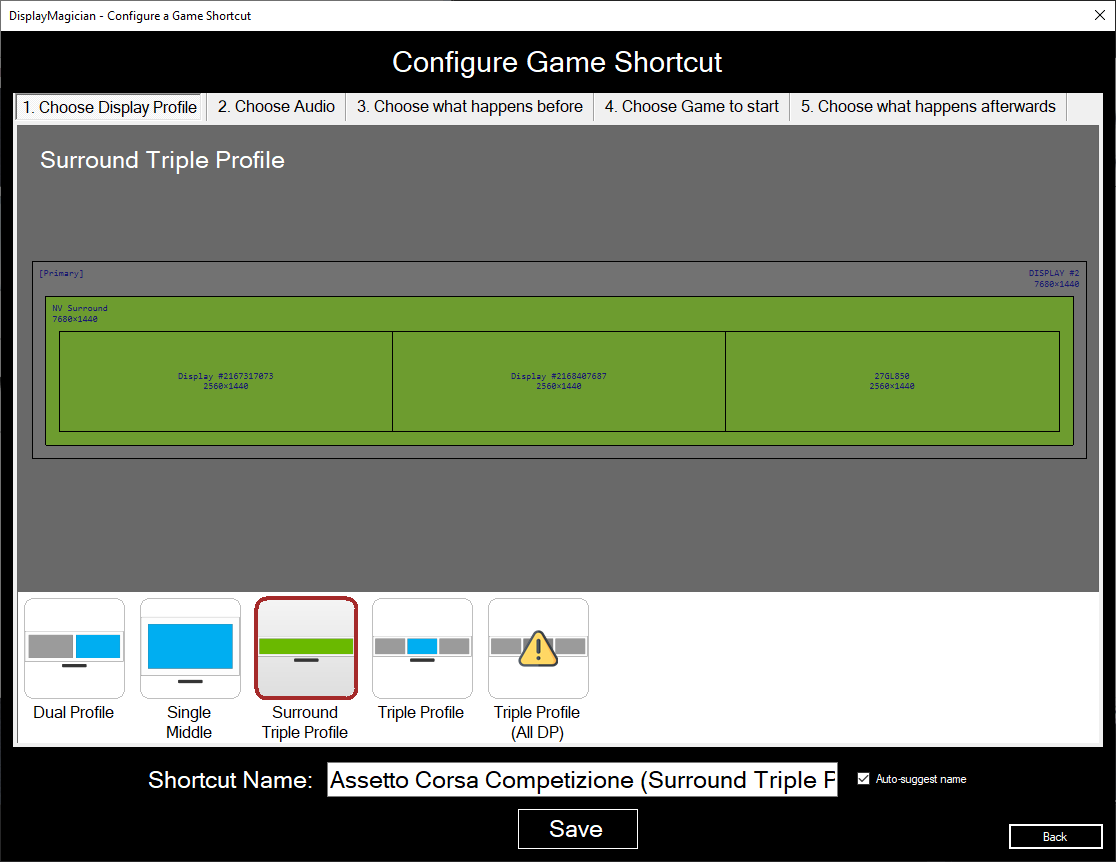 DisplayMagician - Configure a Game Shortcut
Configure Game Shortcut
1. Choose Display Profile
2. Choose Audio
3. Choose what happens before
4. Choose Game to start
5. Choose what happens afterwards
Surround Triple Profile
[Primary]
DISPLAY #2
7680×1440
NV Surround
7680×1440
Display #2167317073
2560×1440
Display #2168407687
2560×1440
27GL850
2560×1440
Dual Profile
Single
Middle
Surround
Triple Profile
Triple Profile
Triple Profile
(All DP)
Shortcut Name:
Assetto Corsa Competizione (Surround Triple P
Auto-suggest name
Save
Back